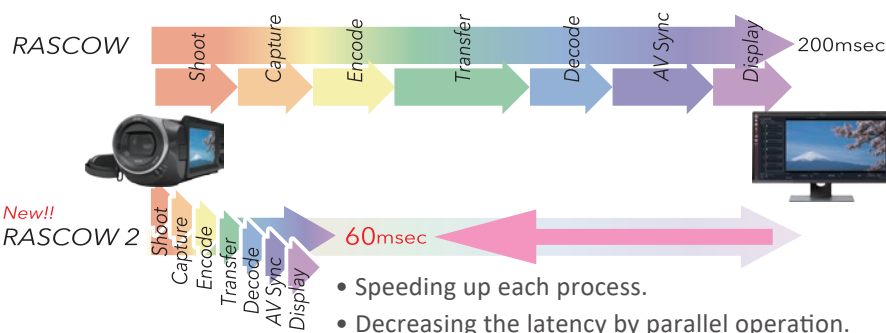 RASCOW
Shoot
Capture
Encode
Transfer
Decode
AV Sync
Display
200msec
New!!
RASCOW 2
Shoot
Capture
Encode
Transfer
Decode
AV Sync
Display
60msec
• Speeding up each process.
• Decreasing the latency by parallel operation.